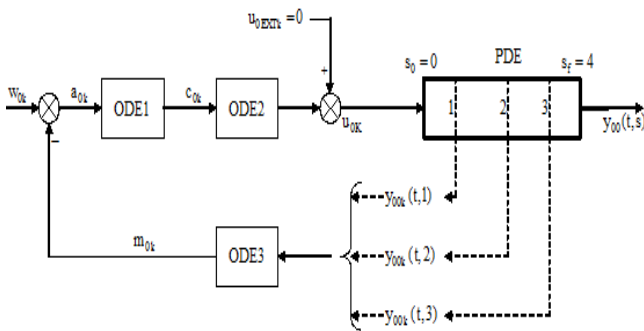 u0EXTk = 0
s0 = 0 PDE sf = 4
w0k a0k ODE1 c0k ODE2 + u0K 1 2 3 y00(t,s)
−
y00k(t,1)
m0k ODE3 y00k(t,2)
y00k(t,3)